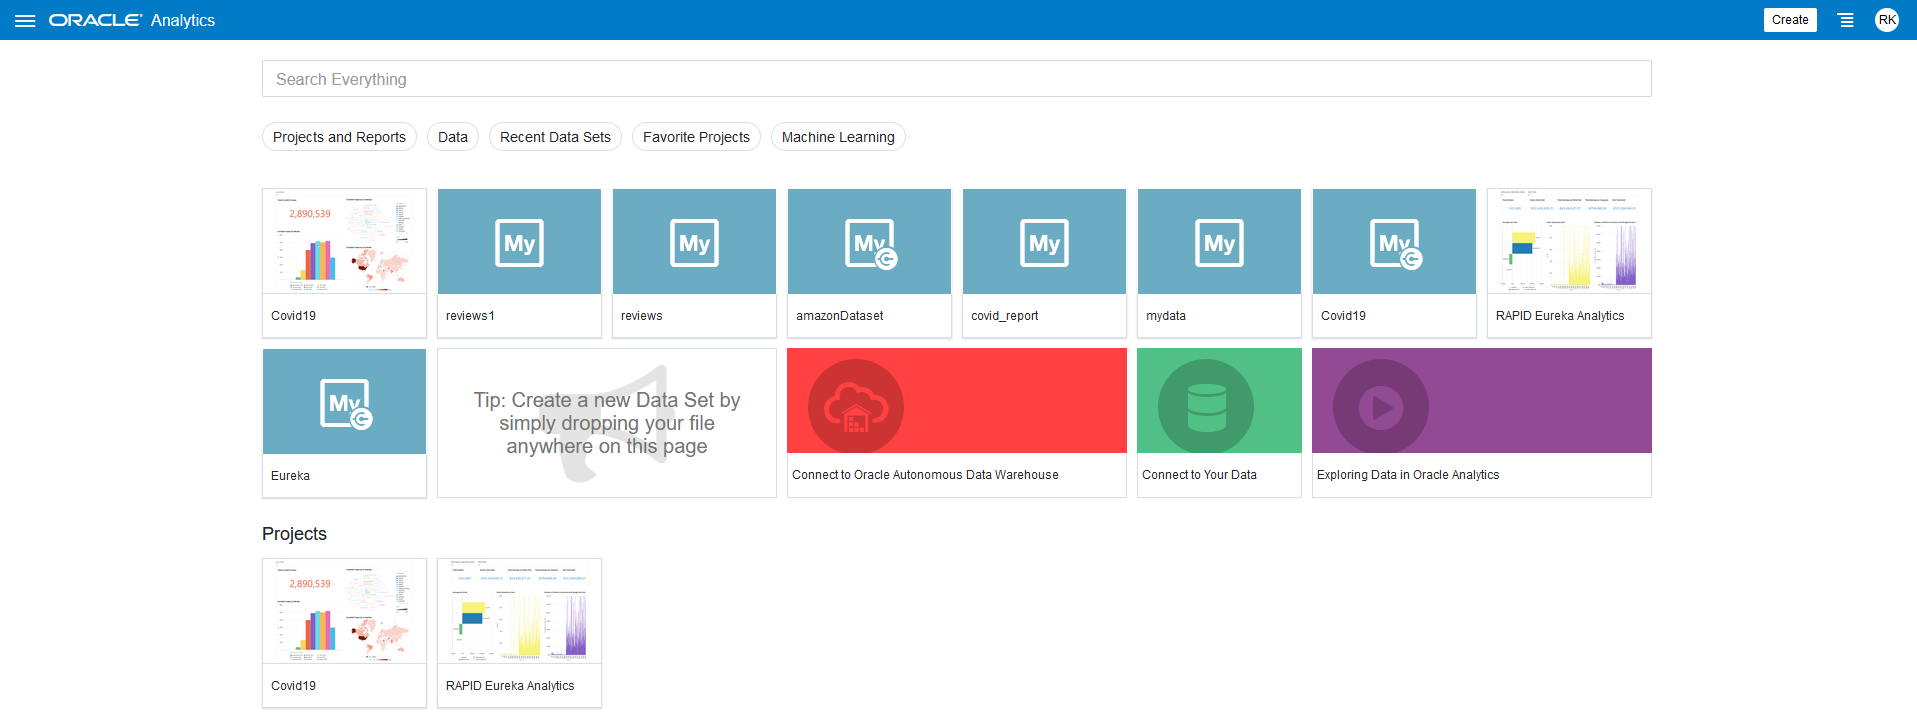 ORACLE® Analytics
Create
RK
Search Everything
Projects and Reports
Data
Recent Data Sets
Favorite Projects
Machine Learning
2,890,539
My
My
My
My
My
My
Covid19
reviews1
reviews
amazonDataset
covid_report
mydata
Covid19
RAPID Eureka Analytics
My
Tip: Create a new Data Set by
simply dropping your file
anywhere on this page
Eureka
Connect to Oracle Autonomous Data Warehouse
Connect to Your Data
Exploring Data in Oracle Analytics
Projects
2,890,539
Covid19
RAPID Eureka Analytics